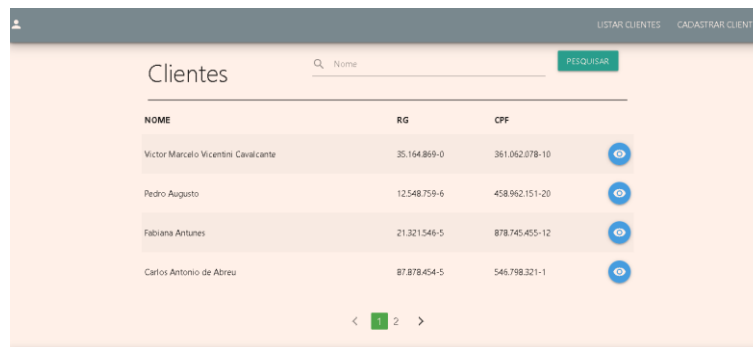 LISTAR CLIENTES CADASTRAR CLIENT
Clientes Nome PESQUISAR
NOME RG CPF
Victor Marcelo Vicentini Cavalcante 35.164.869-0 361.062.078-10
Pedro Augusto 12.548.759-6 458.962.151-20
Fabiana Antunes 21.321.546-5 878.745.455-12
Carlos Antonio de Abreu 87.878.454-5 546.798.321-1
1 2